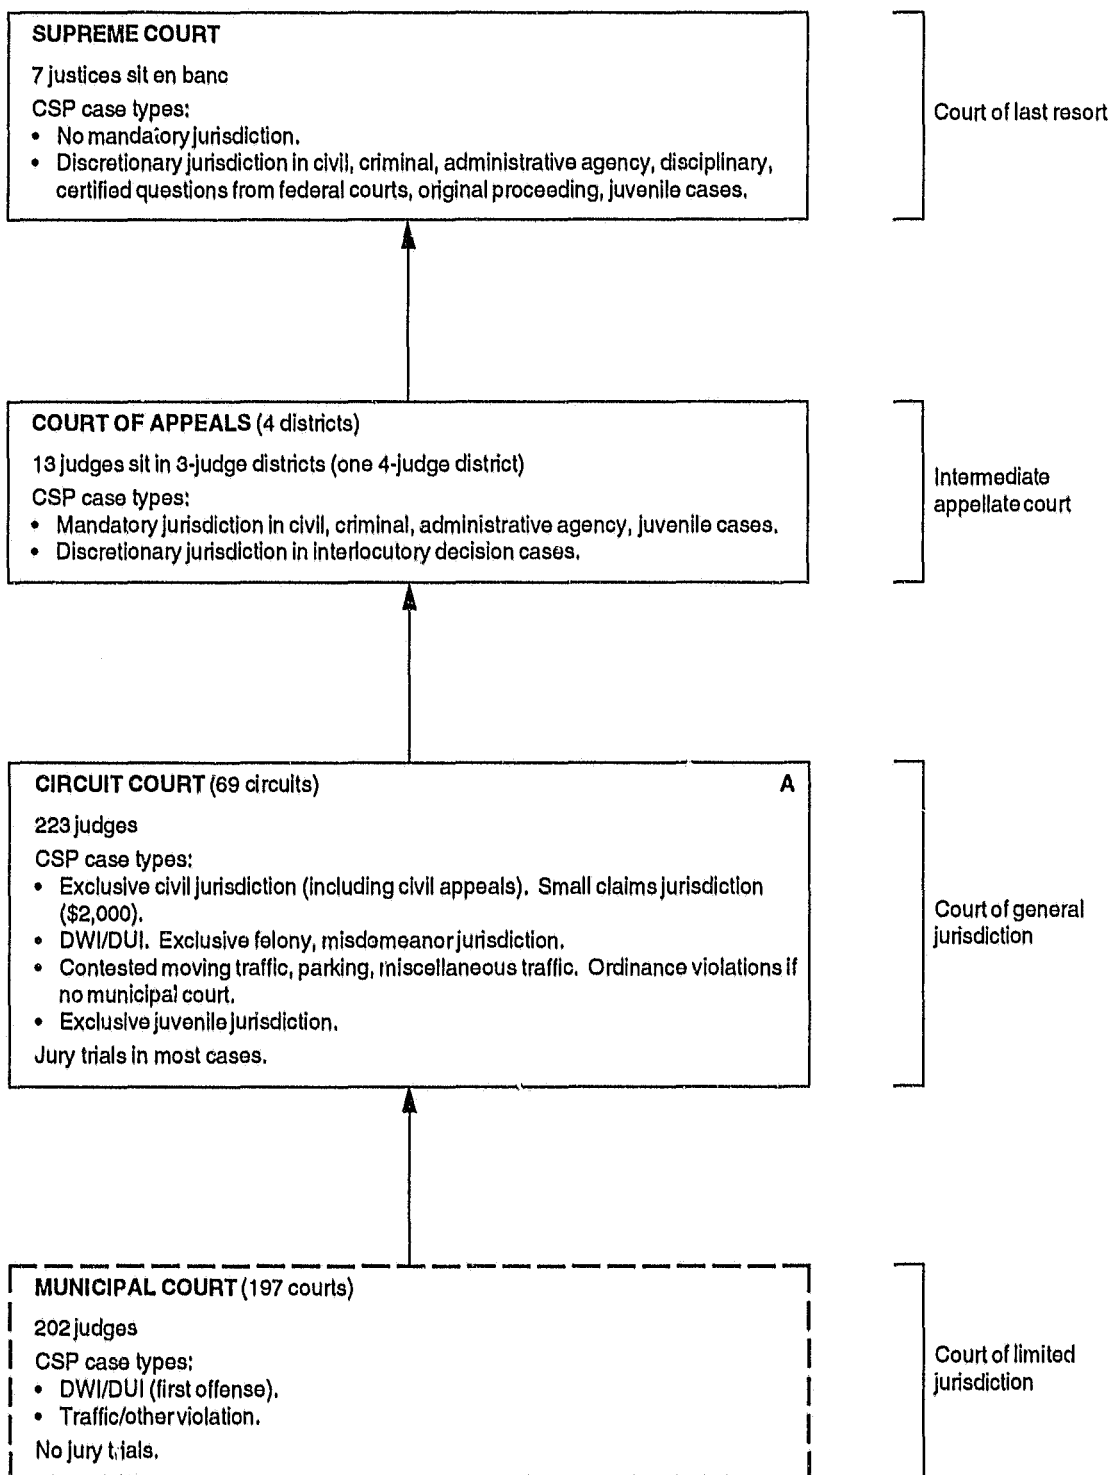 SUPREME COURT
7 justices sit en banc
CSP case types:
• No mandatory jurisdiction.
• Discretionary jurisdiction in civil, criminal, administrative agency, disciplinary,
certified questions from federal courts, original proceeding, juvenile cases.
Court of last resort
COURT OF APPEALS (4 districts)
13 judges sit in 3-judge districts (one 4-judge district)
CSP case types:
• Mandatory jurisdiction in civil, criminal, administrative agency, juvenile cases.
• Discretionary jurisdiction in interlocutory decision cases.
Intermediate
appellate court
CIRCUIT COURT (69 circuits) A
223 judges
CSP case types:
• Exclusive civil jurisdiction (including civil appeals). Small claims jurisdiction
($2,000).
• DWI/DUI. Exclusive felony, misdemeanor jurisdiction.
• Contested moving traffic, parking, miscellaneous traffic. Ordinance violations if
no municipal court.
• Exclusive juvenile jurisdiction.
Jury trials in most cases.
Court of general
jurisdiction
MUNICIPAL COURT (197 courts)
202 judges
CSP case types:
• DWI/DUI (first offense).
• Traffic/other violation.
No jury trials.
Court of limited
jurisdiction